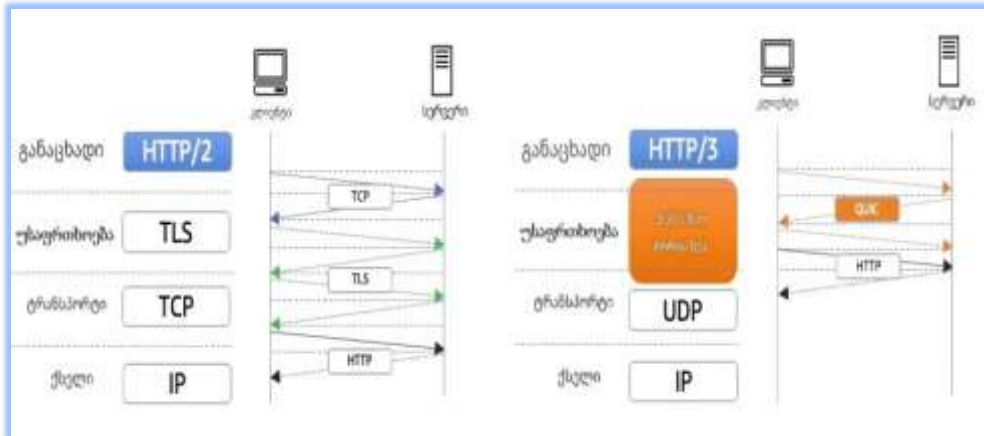 კლიენტი
სერვერი
განაცხადი
HTTP/2
TCP
უსაფრთხოება
TLS
TLS
ტრანსპორტი
TCP
HTTP
ქსელი
IP
კლიენტი
სერვერი
განაცხადი
HTTP/3
QUIC
უსაფრთხოება
HTTP
ტრანსპორტი
UDP
ქსელი
IP